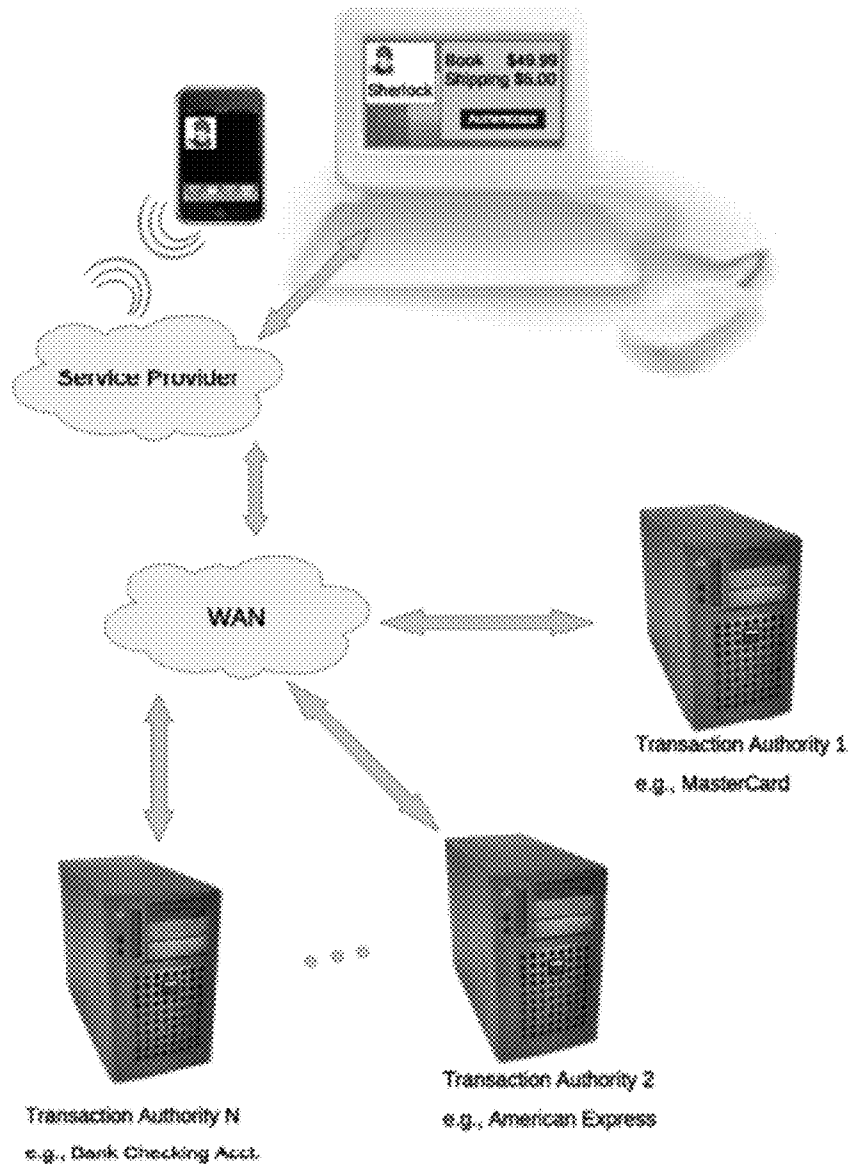 Book $49.99
Shipping $5.00
Sherlock
Service Provider
WAN
Transaction Authority 1
e.g., MasterCard
Transaction Authority 2
e.g., American Express
Transaction Authority N
e.g., Bank Checking Acct.